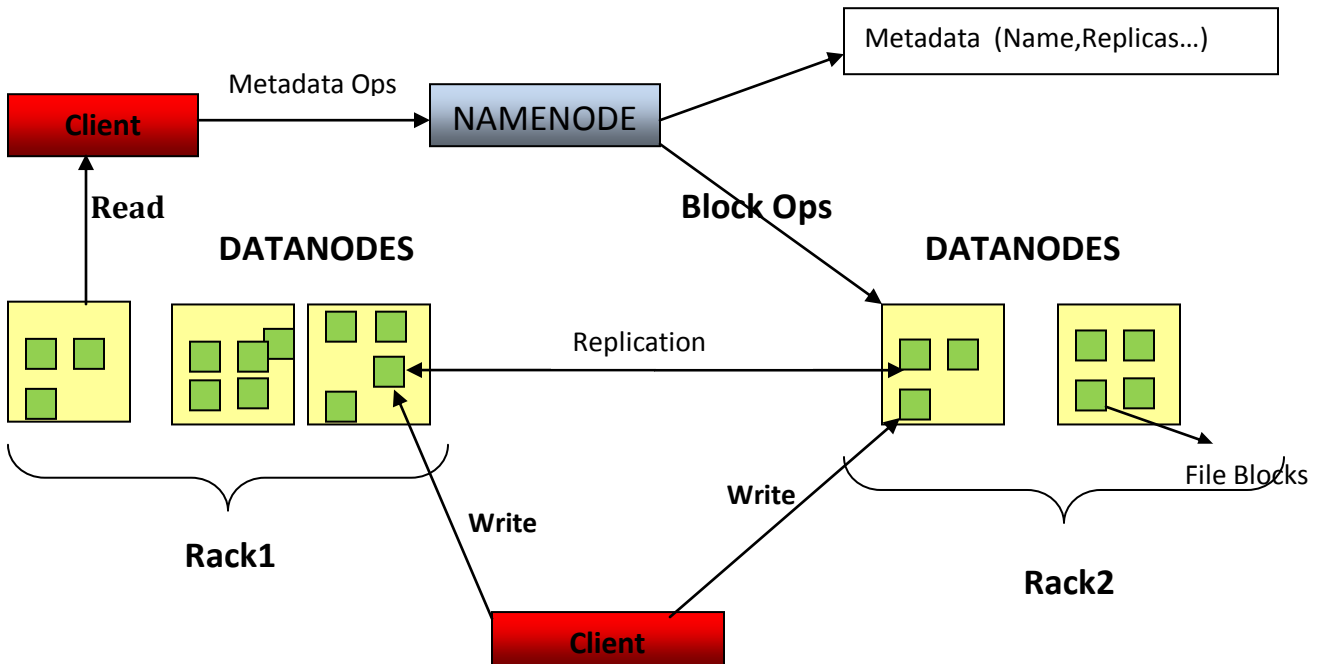 Metadata  (Name,Replicas…)
Metadata Ops
Client
NAMENODE
Read
Block Ops
DATANODES
DATANODES
Replication
File Blocks
Write
Write
Rack1
Rack2
Client